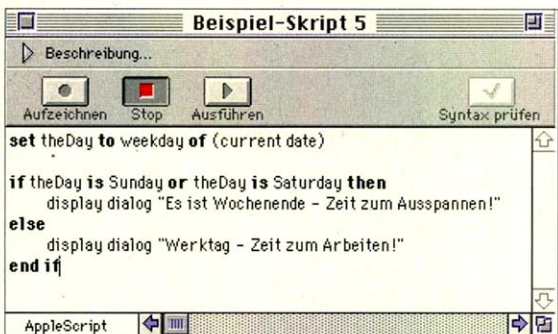 Beispiel-Skript 5
Beschreibung...
Aufzeichnen Stop Ausführen Syntax prüfen
set theDay to weekday of (current date)
if theDay is Sunday or theDay is Saturday then
display dialog "Es ist Wochenende - Zeit zum Ausspannen!"
else
display dialog "Werktag - Zeit zum Arbeiten!"
end if
AppleScript